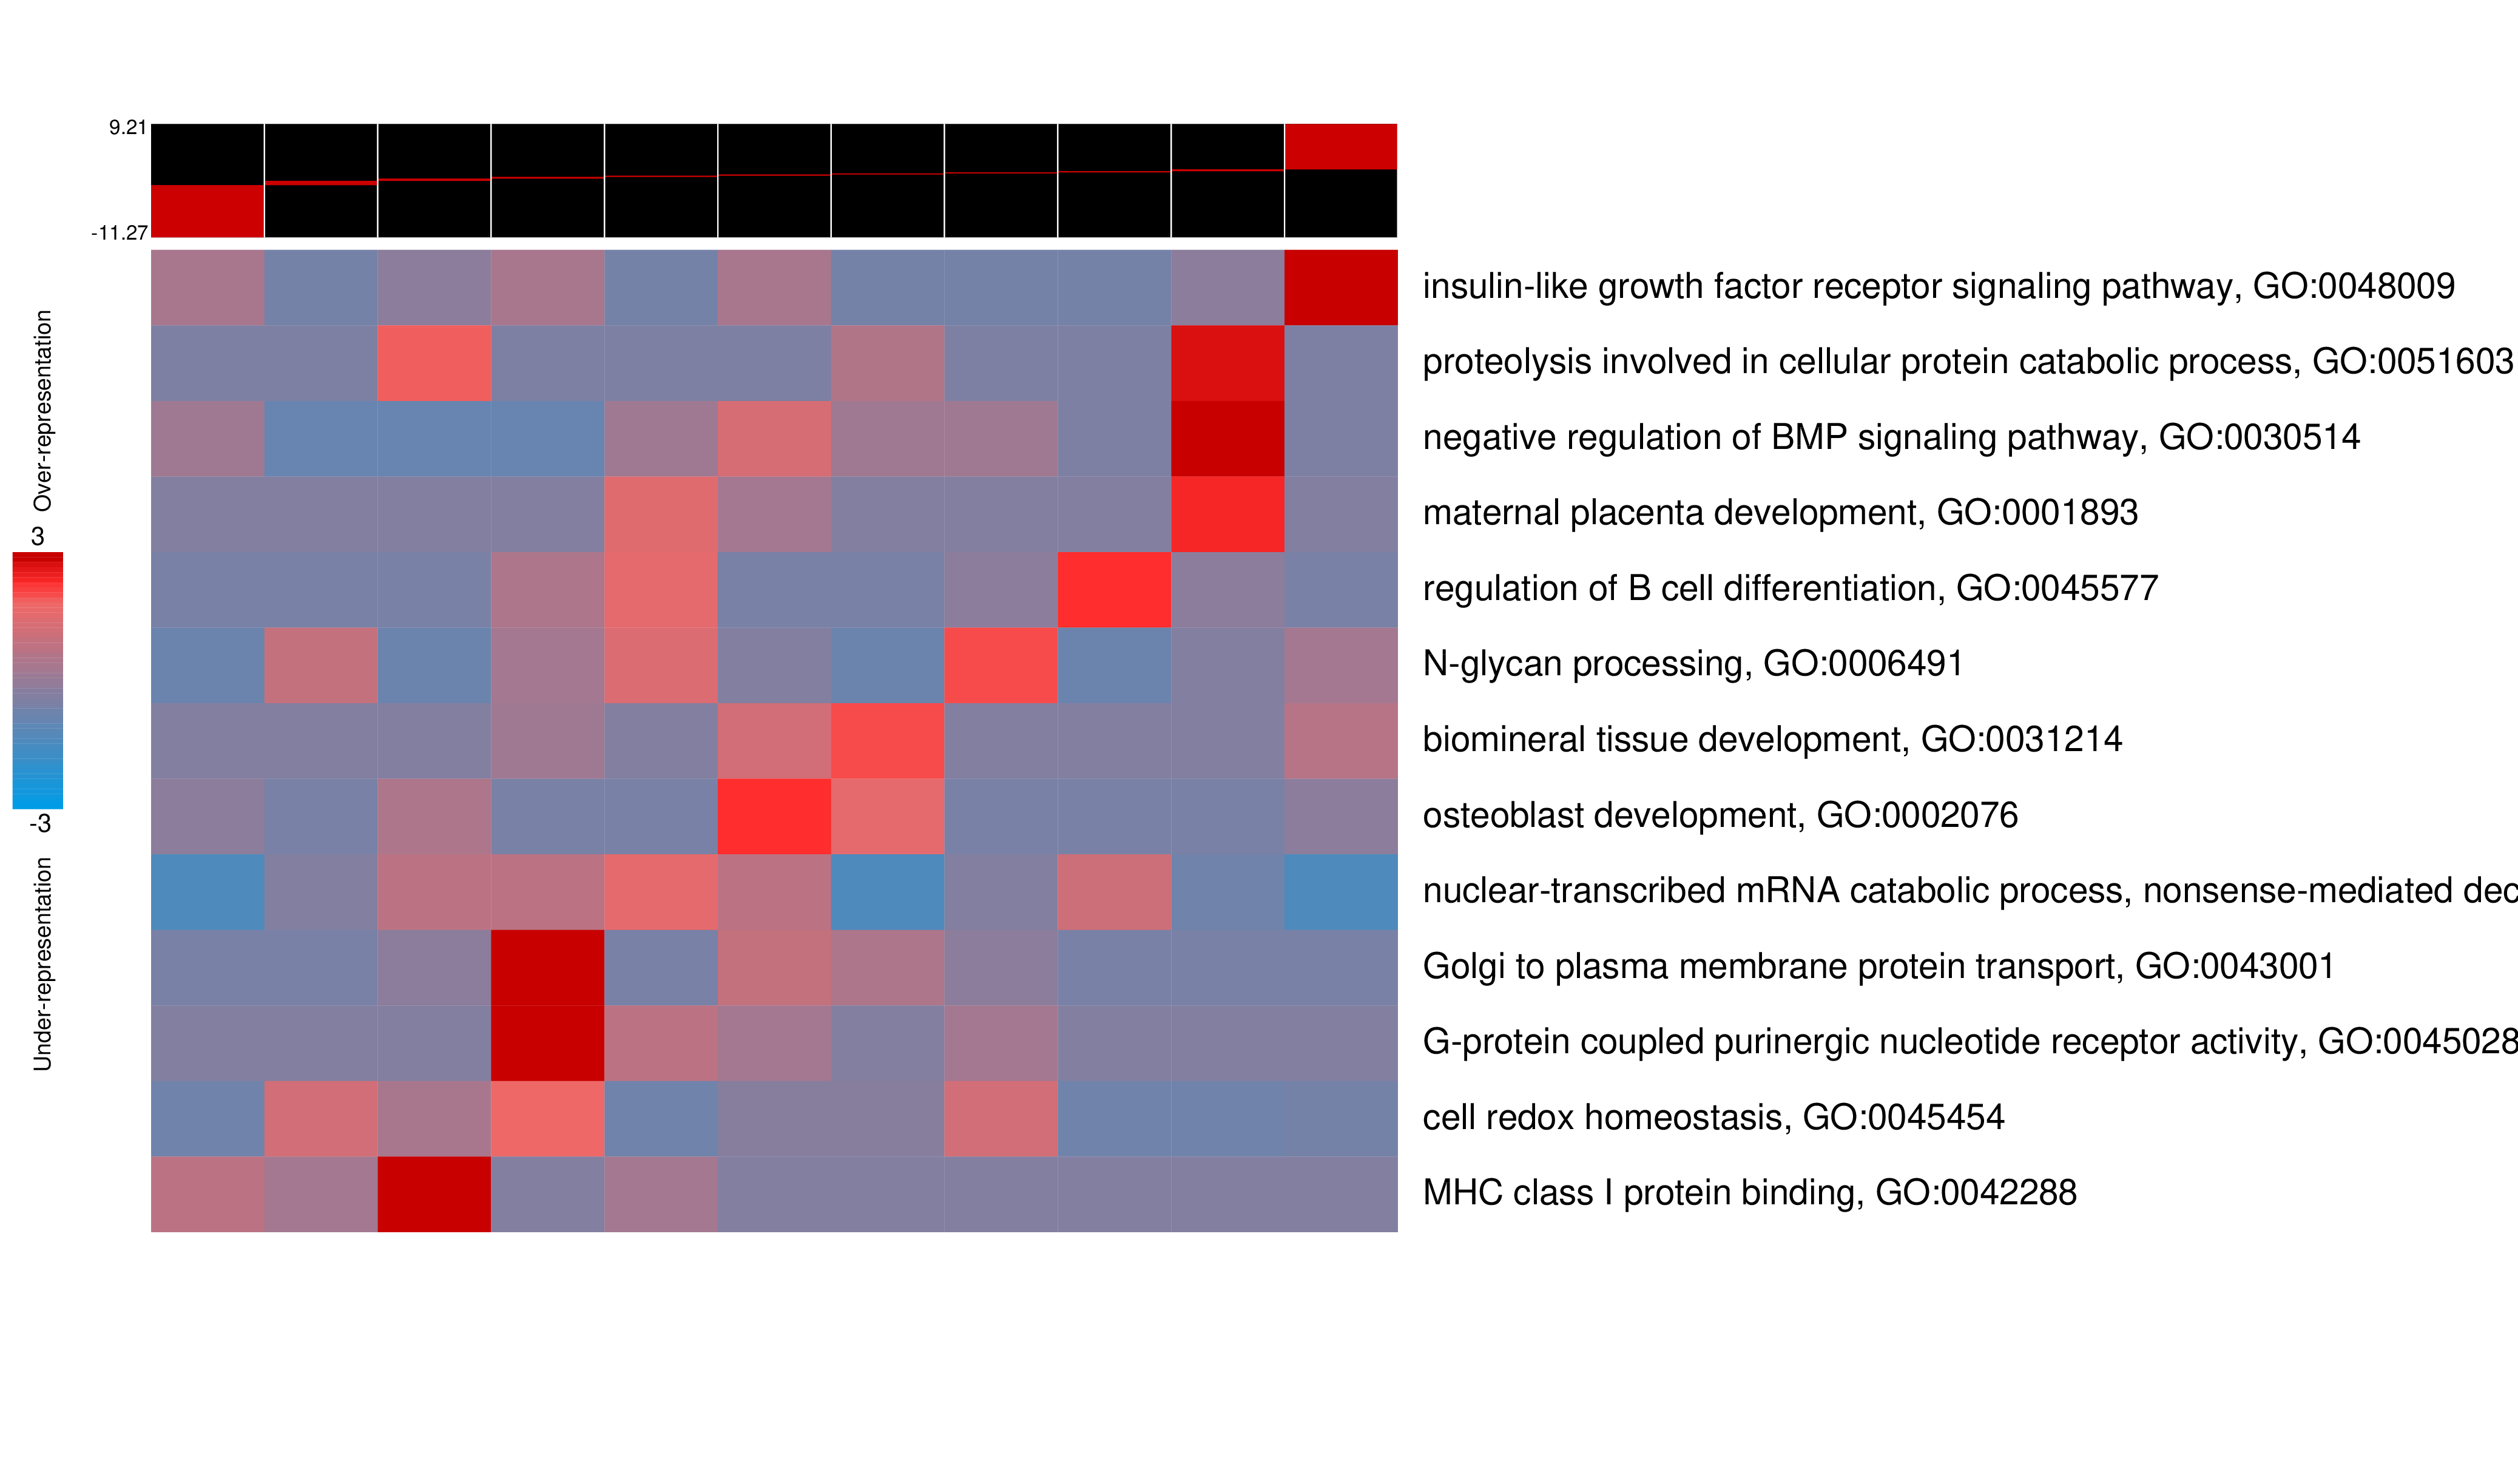 9.21
-11.27
Over-representation
3
-3
Under-representation
insulin-like growth factor receptor signaling pathway, GO:0048009
proteolysis involved in cellular protein catabolic process, GO:0051603
negative regulation of BMP signaling pathway, GO:0030514
maternal placenta development, GO:0001893
regulation of B cell differentiation, GO:0045577
N-glycan processing, GO:0006491
biomineral tissue development, GO:0031214
osteoblast development, GO:0002076
nuclear-transcribed mRNA catabolic process, nonsense-mediated dec
Golgi to plasma membrane protein transport, GO:0043001
G-protein coupled purinergic nucleotide receptor activity, GO:0045028
cell redox homeostasis, GO:0045454
MHC class I protein binding, GO:0042288